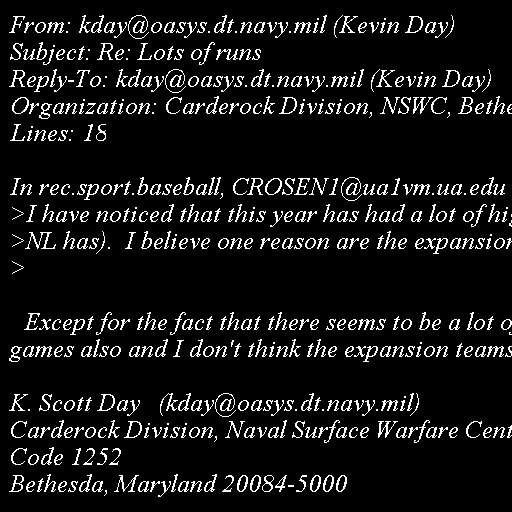 From: kday@oasys.dt.navy.mil (Kevin Day)
Subject: Re: Lots of runs
Reply-To: kday@oasys.dt.navy.mil (Kevin Day)
Organization: Carderock Division, NSWC, Bethe
Lines: 18

In rec.sport.baseball, CROSEN1@ua1vm.ua.edu
>I have noticed that this year has had a lot of hig
>NL has).  I believe one reason are the expansion
>

  Except for the fact that there seems to be a lot of
games also and I don't think the expansion teams

K. Scott Day   (kday@oasys.dt.navy.mil)
Carderock Division, Naval Surface Warfare Cent
Code 1252
Bethesda, Maryland 20084-5000